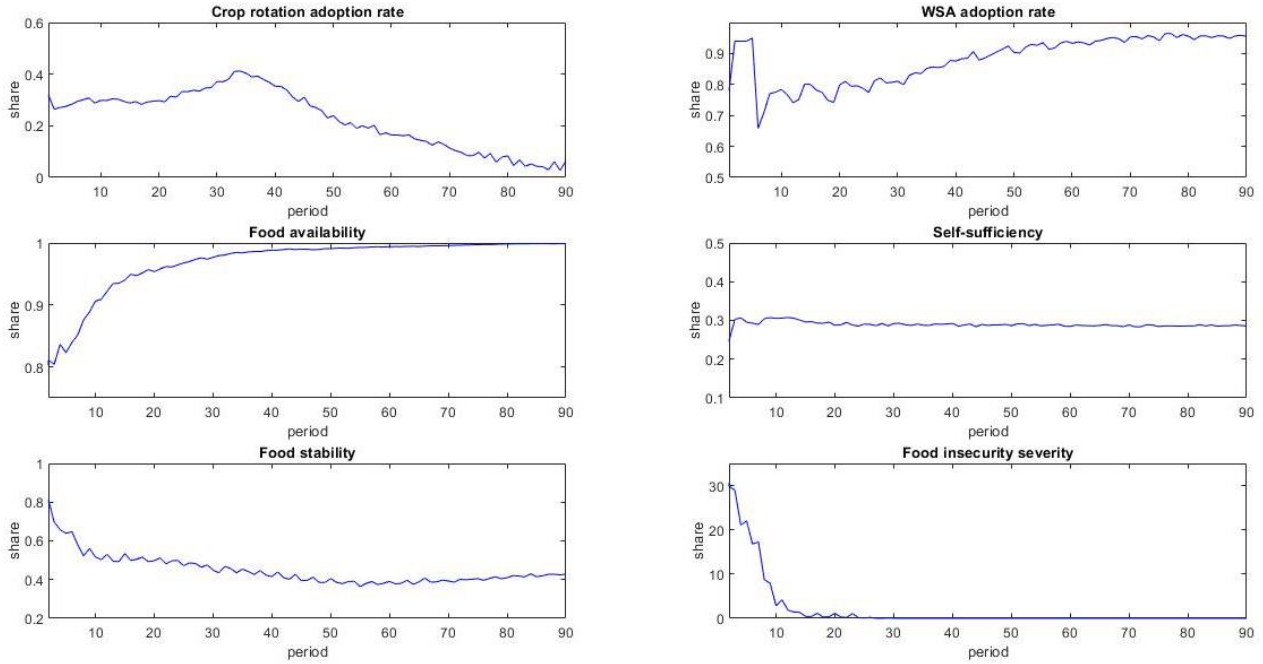 Crop rotation adoption rate
0.6
0.4
0.2
0
share
10 20 30 40 50 60 70 80 90
period
WSA adoption rate
0.9
0.8
0.7
0.6
0.5
share
10 20 30 40 50 60 70 80 90
period
Food availability
1
0.9
0.8
share
10 20 30 40 50 60 70 80 90
period
Self-sufficiency
0.5
0.4
0.3
0.2
0.1
share
10 20 30 40 50 60 70 80 90
period
Food stability
1
0.8
0.6
0.4
0.2
share
10 20 30 40 50 60 70 80 90
period
Food insecurity severity
30
20
10
0
share
10 20 30 40 50 60 70 80 90
period